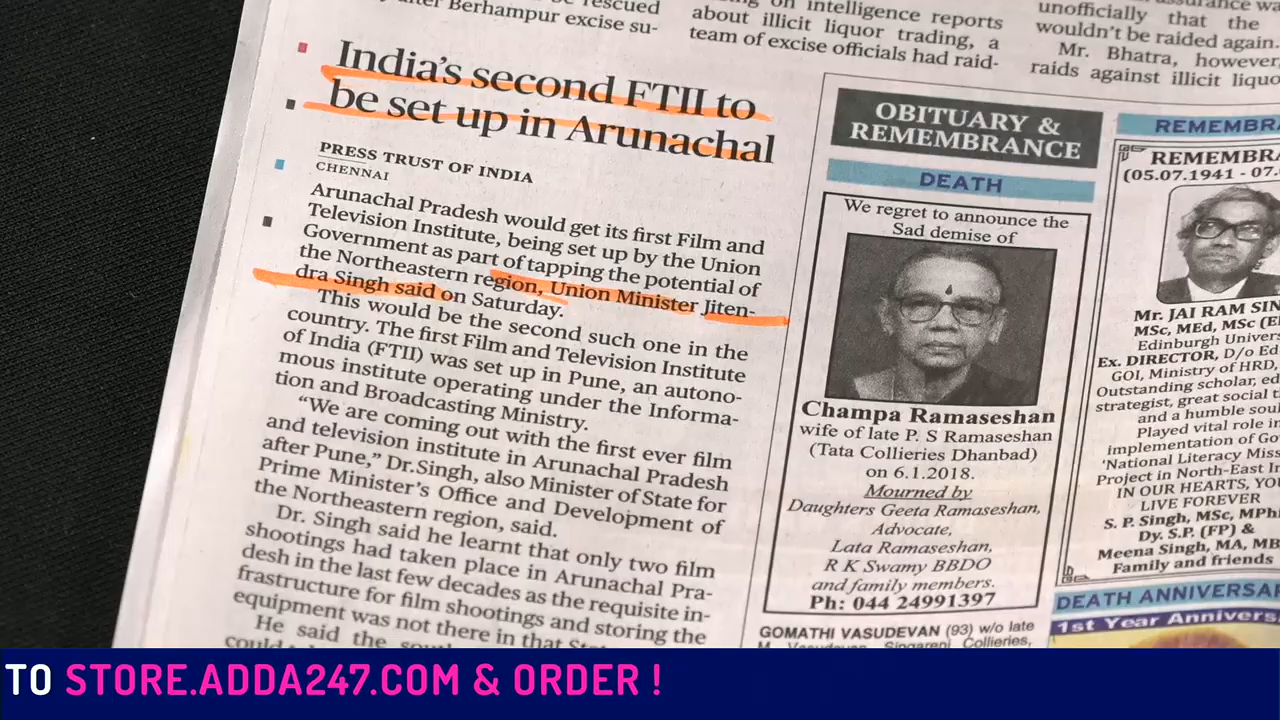 be rescued
y after Berhampur excise su-
on intelligence reports
about illicit liquor trading, a
team of excise officials had raid-
assurance wa
unofficially that the
wouldn't be raided again.
Mr. Bhatra, however,
raids against illicit liquo
India's second FTII to
be set up in Arunachal
PRESS TRUST OF INDIA
CHENNAI
Arunachal Pradesh would get its first Film and
Television Institute, being set up by the Union
Government as part of tapping the potential of
the Northeastern region, Union Minister Jiten-
dra Singh said on Saturday.
This would be the second such one in the
country. The first Film and Television Institute
of India (FTII) was set up in Pune, an autono-
mous institute operating under the Informa-
tion and Broadcasting Ministry.
“We are coming out with the first ever film
and television institute in Arunachal Pradesh
after Pune,” Dr.Singh, also Minister of State for
Prime Minister's Office and Development of
the Northeastern region, said.
Dr. Singh said he learnt that only two film
shootings had taken place in Arunachal Pra-
desh in the last few decades as the requisite in-
frastructure for film shootings and storing the
equipment was not there in that
He said the
OBITUARY &
REMEMBRANCE
DEATH
We regret to announce the
Sad demise of
Champa Ramaseshan
wife of late P. S Ramaseshan
(Tata Collieries Dhanbad)
on 6.1.2018.
Mourned by
Daughters Geeta Ramaseshan,
Advocate,
Lata Ramaseshan,
R K Swamy BBDO
and family members.
Ph: 044 24991397
GOMATHI VASUDEVAN (93) w/o late
M. Vasudevan, Singareni Collieries,
REMEMBRA
REMEMBRA
(05.07.1941 - 07.0
Mr. JAI RAM SIN
MSc, MEd, MSc (E
Edinburgh Univers
Ex. DIRECTOR, D/o Ed
GOI, Ministry of HRD,
Outstanding scholar, ed
strategist, great social t
and a humble soul
Played vital role in
implementation of Go
'National Literacy Miss
Project in North-East In
IN OUR HEARTS, YOU
LIVE FOREVER
S. P. Singh, MSc, MPhi
Dy. S.P. (FP) &
Meena Singh, MA, MB
Family and friends
DEATH ANNIVERSAR
1st Year Annivers
TO STORE.ADDA247.COM & ORDER !